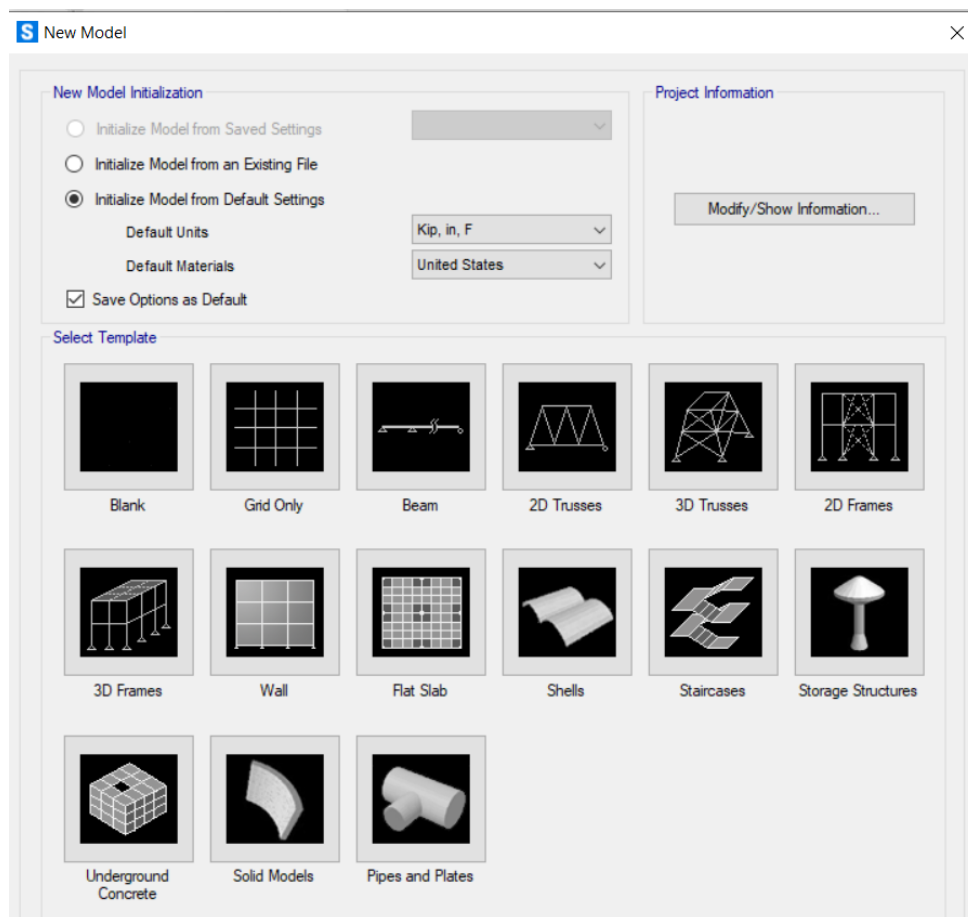 S New Model
New Model Initialization
Initialize Model from Saved Settings
Initialize Model from an Existing File
Initialize Model from Default Settings
Default Units
Kip, in, F
Default Materials
United States
Save Options as Default
Project Information
Modify/Show Information...
Select Template
Blank
Grid Only
Beam
2D Trusses
3D Trusses
2D Frames
3D Frames
Wall
Flat Slab
Shells
Staircases
Storage Structures
Underground
Concrete
Solid Models
Pipes and Plates